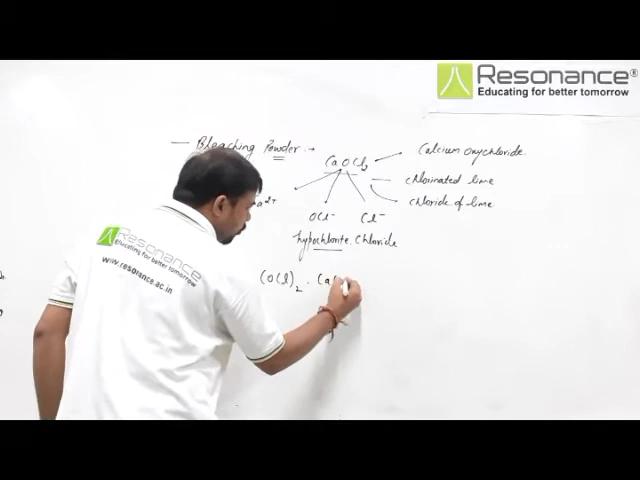 Resonance®
Educating for better tomorrow
— Bleaching Powder →
CaOCl₂
Calcium oxychloride
chlorinated lime
chloride of lime
a²⁺
OCl⁻ Cl⁻
hypochlorite. Chloride
(OCl)₂ . Ca
Resonance
Educating for better tomorrow
www.resonance.ac.in